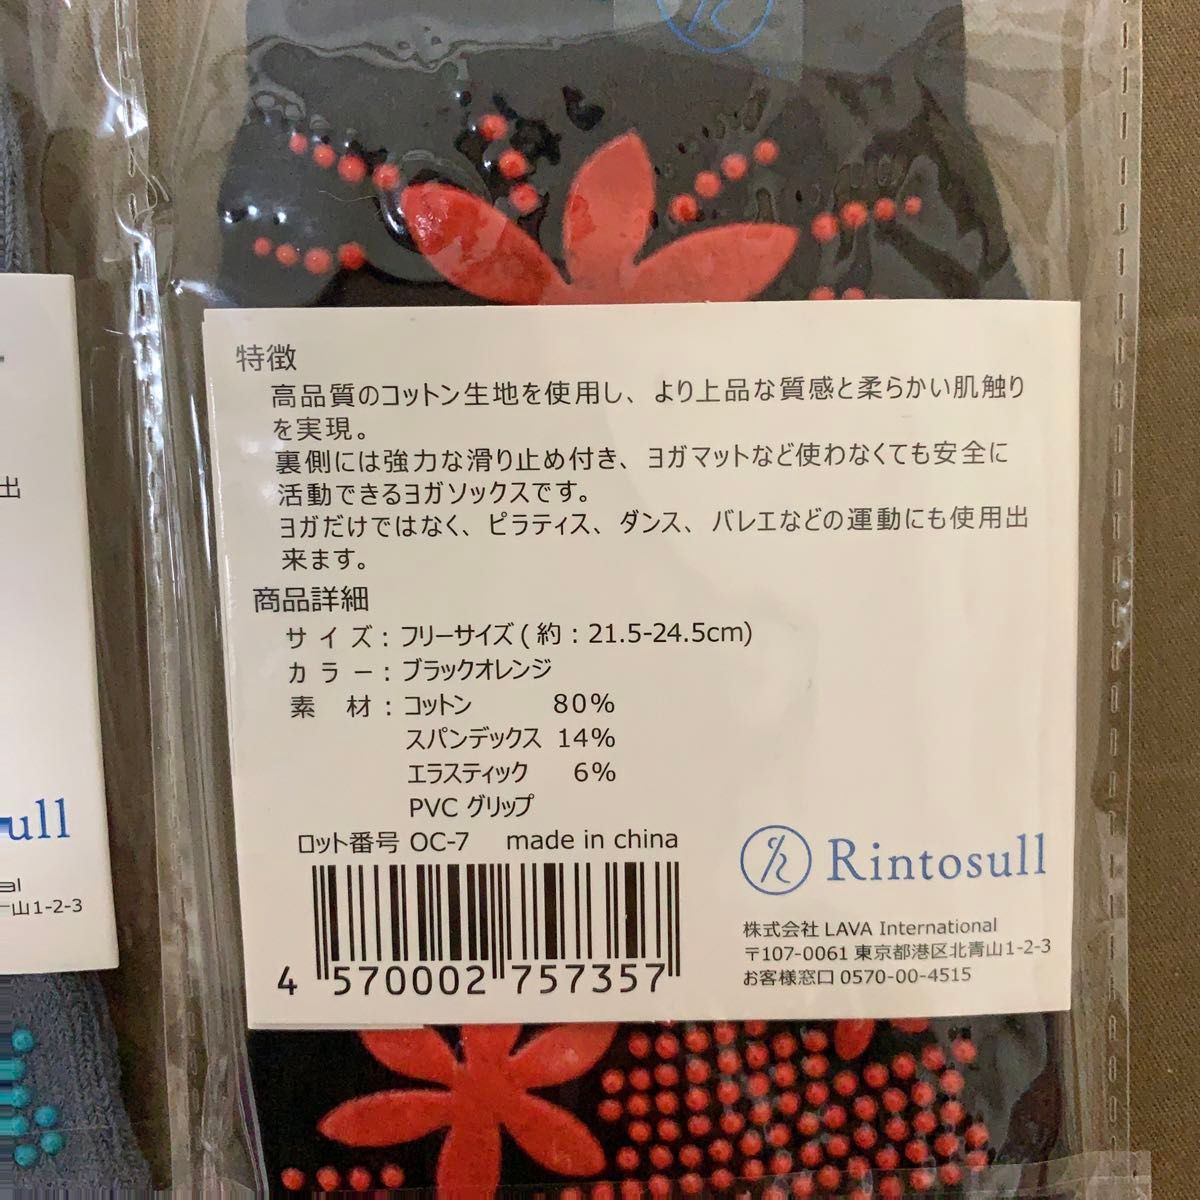 特徴
高品質のコットン生地を使用し、より上品な質感と柔らかい肌触り
を実現。
裏側には強力な滑り止め付き、ヨガマットなど使わなくても安全に
活動できるヨガソックスです。
ヨガだけではなく、ピラティス、ダンス、バレエなどの運動にも使用出
来ます。
商品詳細
サイズ:フリーサイズ(約:21.5-24.5cm)
カラー:ブラックオレンジ
素 材:コットン 80%
スパンデックス 14%
エラスティック 6%
PVC グリップ
ロット番号 OC-7 made in china
4 570002 757357
Rintosull
株式会社 LAVA International
〒107-0061 東京都港区北青山1-2-3
お客様窓口 0570-00-4515
出
ull
al
山1-2-3